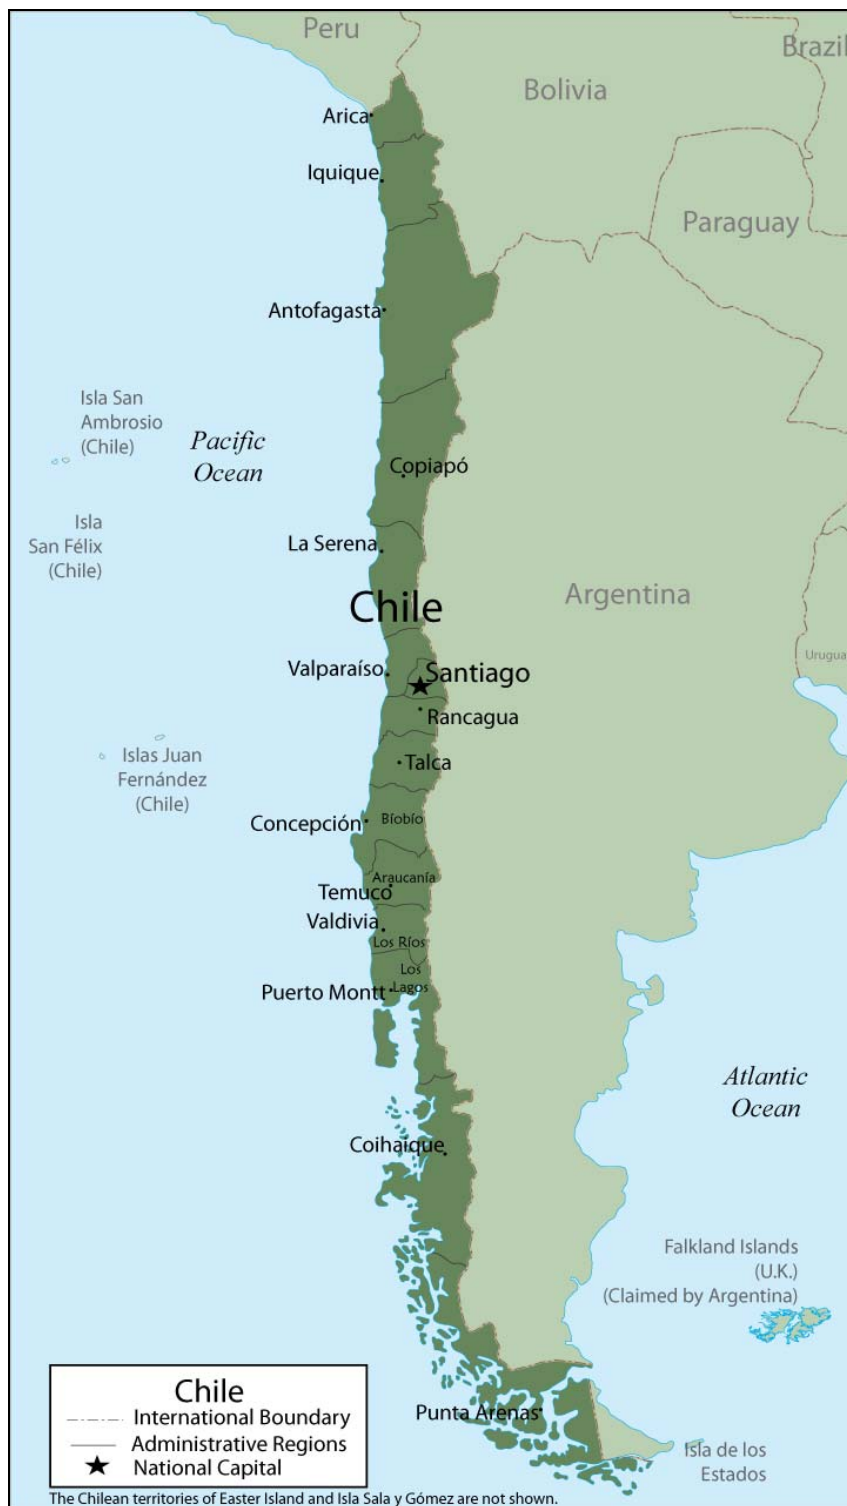 Peru
Brazil
Bolivia
Arica
Iquique
Paraguay
Antofagasta
Isla San
Ambrosio
(Chile)
Pacific
Ocean
Copiapó
Isla
San Félix
(Chile)
La Serena
Chile
Argentina
Urugua
Valparaíso
Santiago
Rancagua
Islas Juan
Fernández
(Chile)
Talca
Concepción
Bíobío
Araucanía
Temuco
Valdivia
Los Ríos
Los
Lagos
Puerto Montt
Atlantic
Ocean
Coihaique
Falkland Islands
(U.K.)
(Claimed by Argentina)
Punta Arenas
Isla de los
Estados
Chile
International Boundary
Administrative Regions
National Capital
The Chilean territories of Easter Island and Isla Sala y Gómez are not shown.